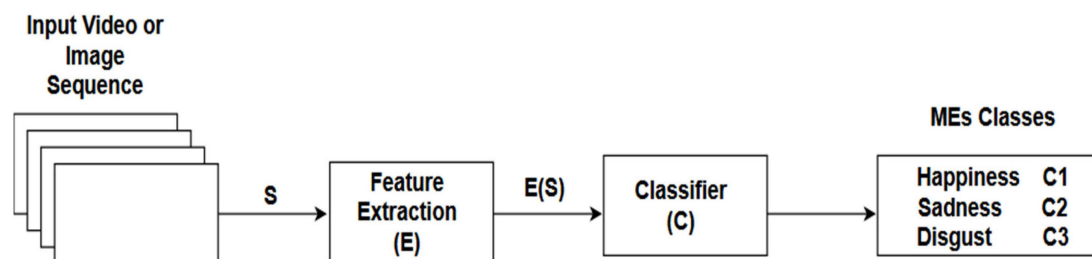 Input Video or
Image
Sequence
S
Feature
Extraction
(E)
E(S)
Classifier
(C)
MEs Classes
Happiness C1
Sadness C2
Disgust C3